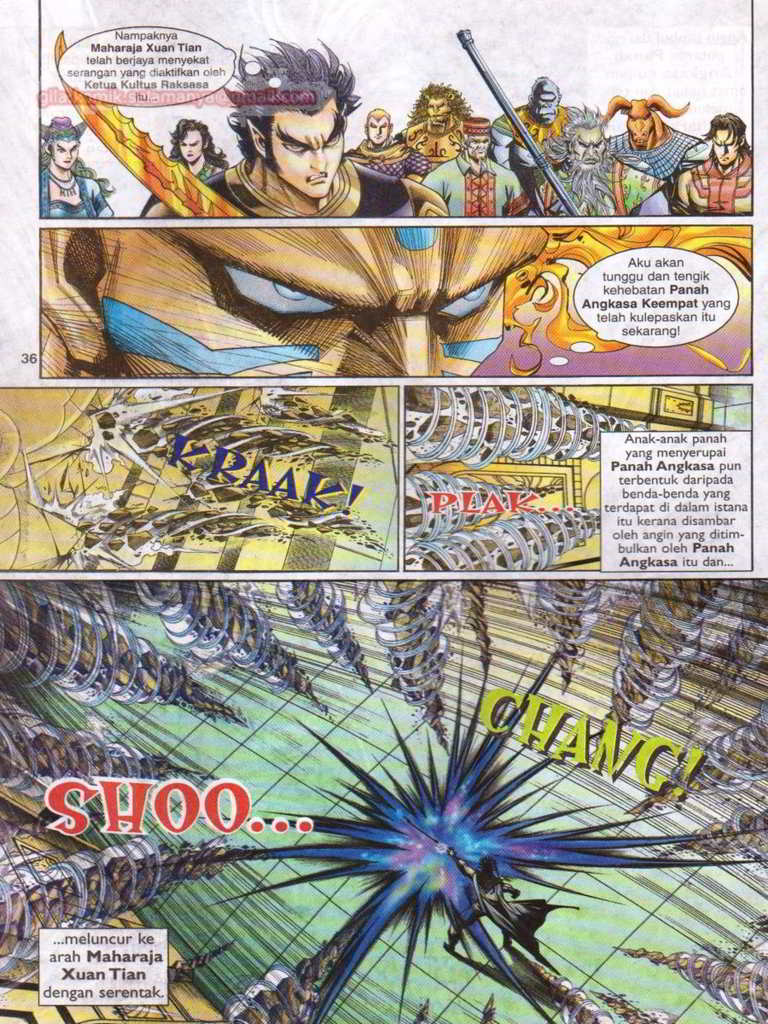 Nampaknya
Maharaja Xuan Tian
telah berjaya menyekat
serangan yang diaktifkan oleh
Ketua Kultus Raksasa
itu...
Aku akan
tunggu dan tengik
kehebatan Panah
Angkasa Keempat yang
telah kulepaskan itu
sekarang!
36
KRAAK!
PLAK...
Anak-anak panah
yang menyerupai
Panah Angkasa pun
terbentuk daripada
benda-benda yang
terdapat di dalam istana
itu kerana disambar
oleh angin yang ditim-
bulkan oleh Panah
Angkasa itu dan...
CHANG!
SHOO...
...meluncur ke
arah Maharaja
Xuan Tian
dengan serentak.